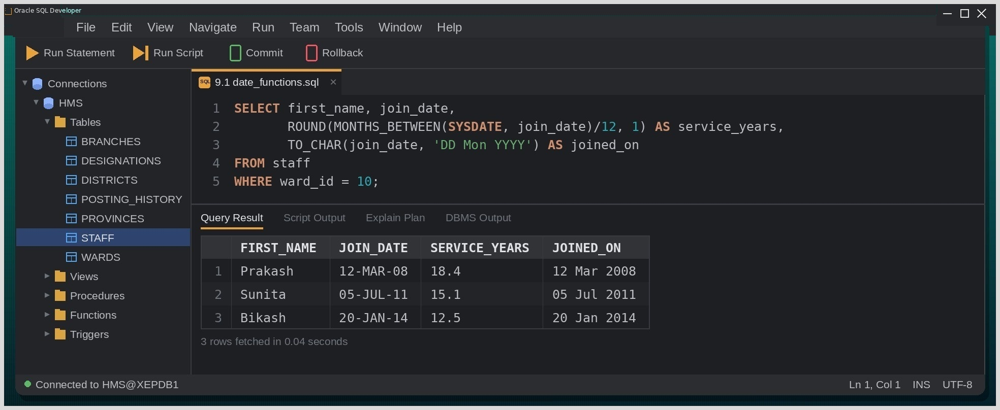 Oracle SQL Developer
File Edit View Navigate Run Team Tools Window Help
Run Statement Run Script Commit Rollback
Connections
HMS
Tables
BRANCHES
DESIGNATIONS
DISTRICTS
POSTING_HISTORY
PROVINCES
STAFF
WARDS
Views
Procedures
Functions
Triggers
SQL 9.1 date_functions.sql ×
1 SELECT first_name, join_date,
2 ROUND(MONTHS_BETWEEN(SYSDATE, join_date)/12, 1) AS service_years,
3 TO_CHAR(join_date, 'DD Mon YYYY') AS joined_on
4 FROM staff
5 WHERE ward_id = 10;
Query Result Script Output Explain Plan DBMS Output
FIRST_NAME JOIN_DATE SERVICE_YEARS JOINED_ON
1 Prakash 12-MAR-08 18.4 12 Mar 2008
2 Sunita 05-JUL-11 15.1 05 Jul 2011
3 Bikash 20-JAN-14 12.5 20 Jan 2014
3 rows fetched in 0.04 seconds
Connected to HMS@XEPDB1 Ln 1, Col 1 INS UTF-8